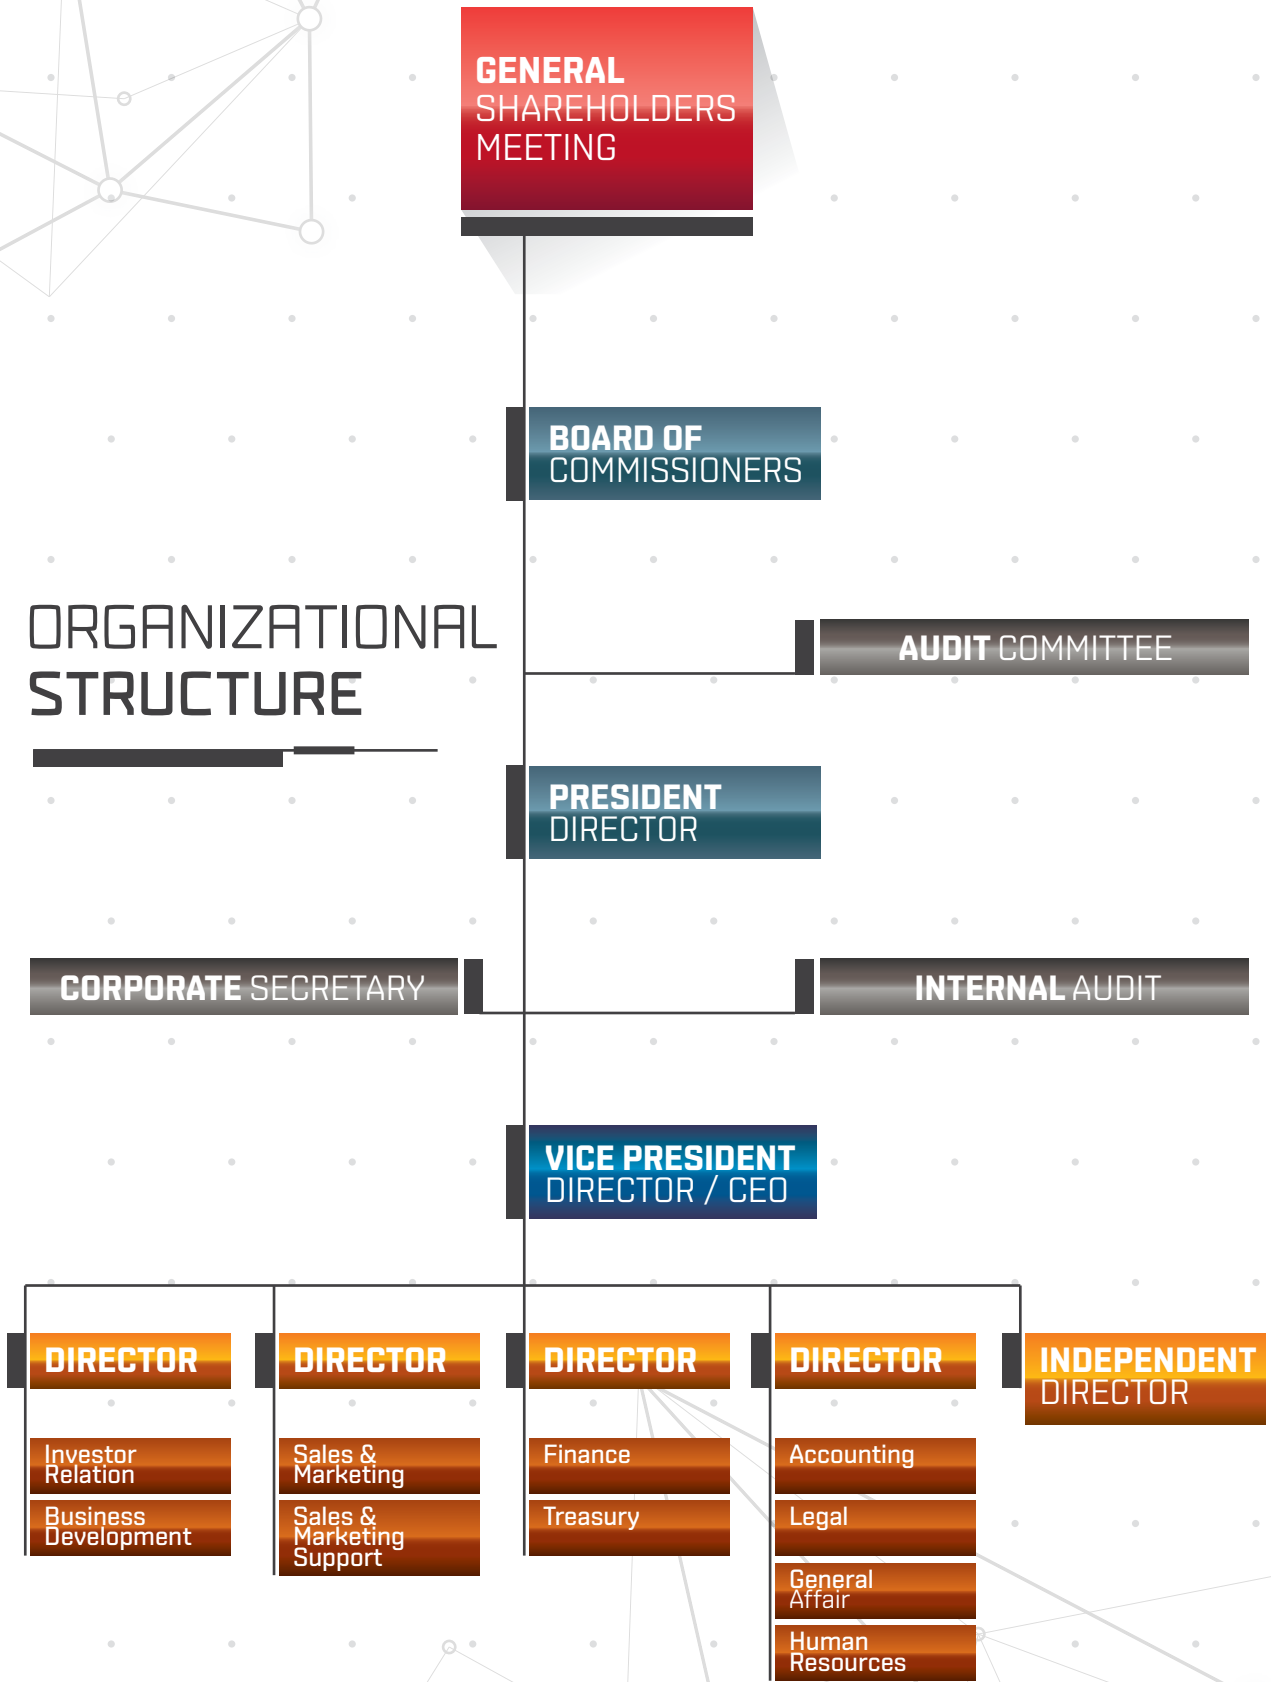 GENERAL
SHAREHOLDERS
MEETING
BOARD OF
COMMISSIONERS
ORGANIZATIONAL
STRUCTURE
AUDIT COMMITTEE
PRESIDENT
DIRECTOR
CORPORATE SECRETARY
INTERNAL AUDIT
VICE PRESIDENT
DIRECTOR / CEO
DIRECTOR
Investor
Relation
Business
Development
DIRECTOR
Sales &
Marketing
Sales &
Marketing
Support
DIRECTOR
Finance
Treasury
DIRECTOR
Accounting
Legal
General
Affair
Human
Resources
INDEPENDENT
DIRECTOR